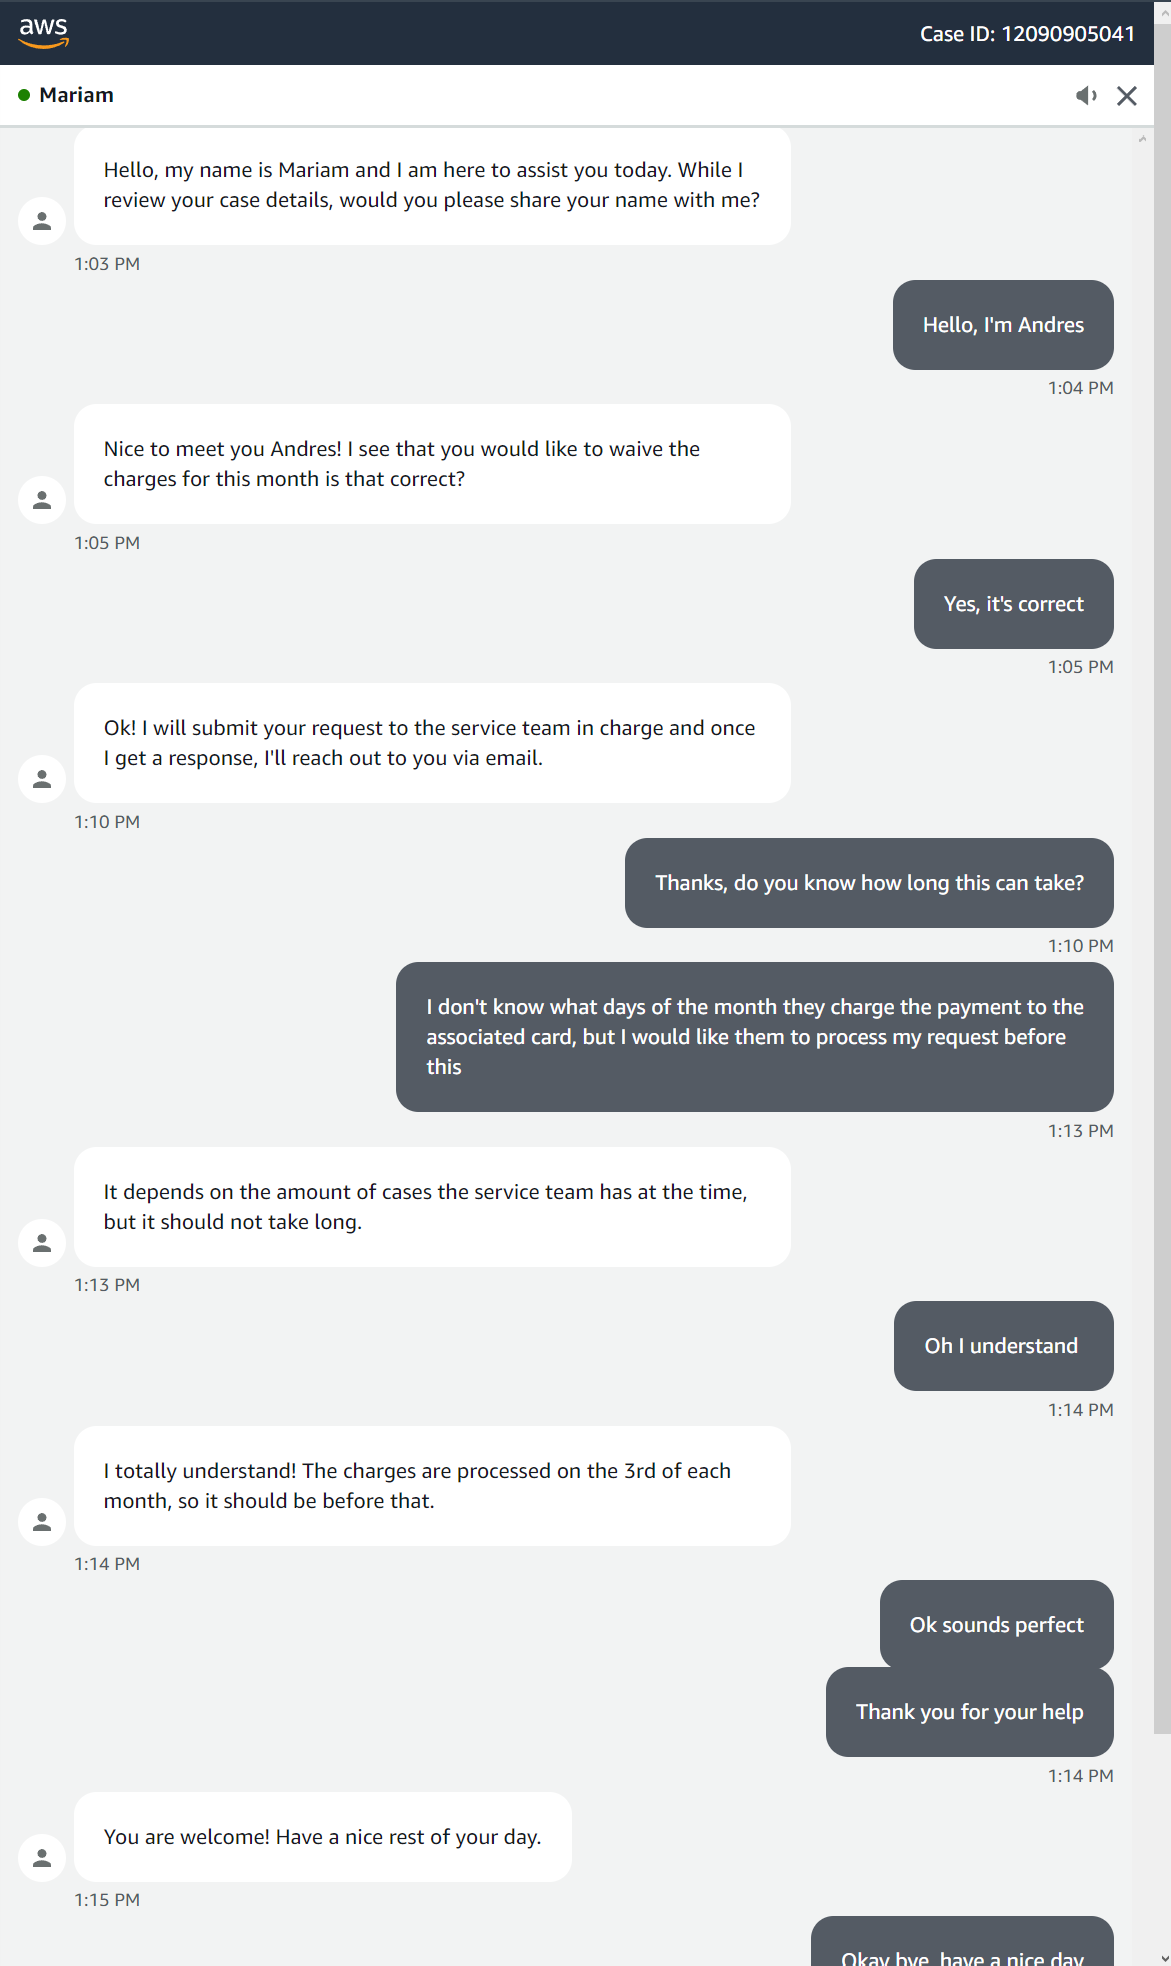 aws
Case ID: 12090905041
Mariam
Hello, my name is Mariam and I am here to assist you today. While I
review your case details, would you please share your name with me?
1:03 PM
Hello, I'm Andres
1:04 PM
Nice to meet you Andres! I see that you would like to waive the
charges for this month is that correct?
1:05 PM
Yes, it's correct
1:05 PM
Ok! I will submit your request to the service team in charge and once
I get a response, I'll reach out to you via email.
1:10 PM
Thanks, do you know how long this can take?
1:10 PM
I don't know what days of the month they charge the payment to the
associated card, but I would like them to process my request before
this
1:13 PM
It depends on the amount of cases the service team has at the time,
but it should not take long.
1:13 PM
Oh I understand
1:14 PM
I totally understand! The charges are processed on the 3rd of each
month, so it should be before that.
1:14 PM
Ok sounds perfect
Thank you for your help
1:14 PM
You are welcome! Have a nice rest of your day.
1:15 PM
Okay bye, have a nice day